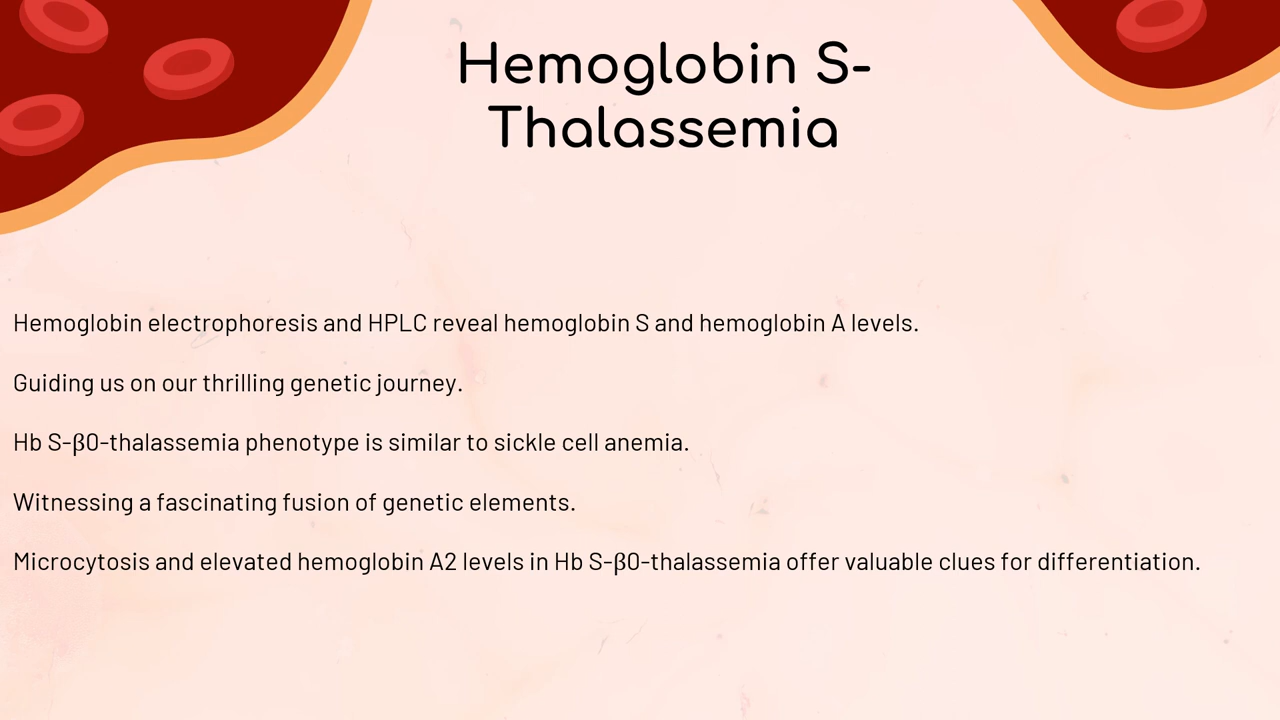 Hemoglobin S-
Thalassemia
Hemoglobin electrophoresis and HPLC reveal hemoglobin S and hemoglobin A levels.
Guiding us on our thrilling genetic journey.
Hb S-β0-thalassemia phenotype is similar to sickle cell anemia.
Witnessing a fascinating fusion of genetic elements.
Microcytosis and elevated hemoglobin A2 levels in Hb S-β0-thalassemia offer valuable clues for differentiation.